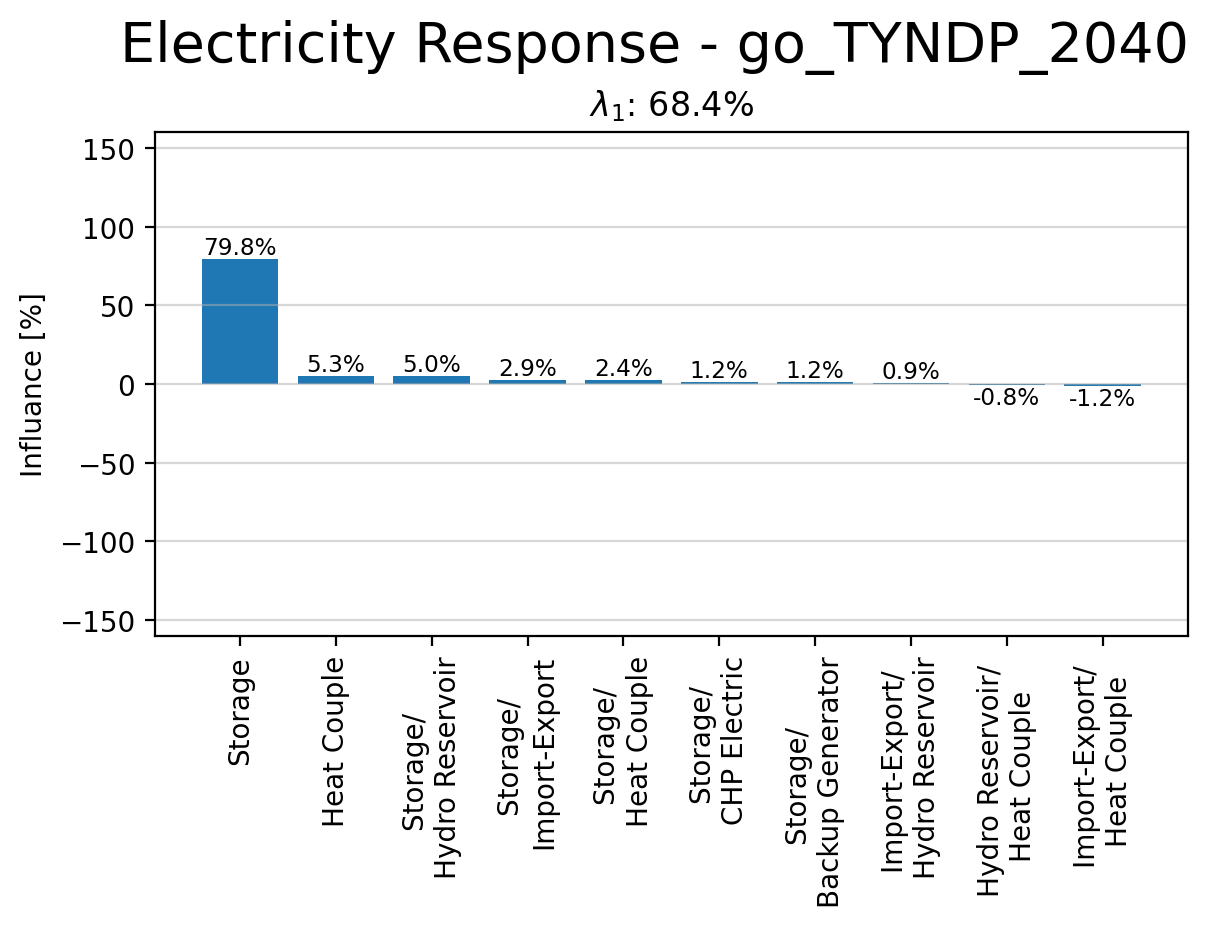 Electricity Response - go_TYNDP_2040
λ₁: 68.4%
150
100
50
0
−50
−100
−150
Influance [%]
79.8%
5.3%
5.0%
2.9%
2.4%
1.2%
1.2%
0.9%
-0.8%
-1.2%
Storage
Heat Couple
Storage/
Hydro Reservoir
Storage/
Import-Export
Storage/
Heat Couple
Storage/
CHP Electric
Storage/
Backup Generator
Import-Export/
Hydro Reservoir
Hydro Reservoir/
Heat Couple
Import-Export/
Heat Couple